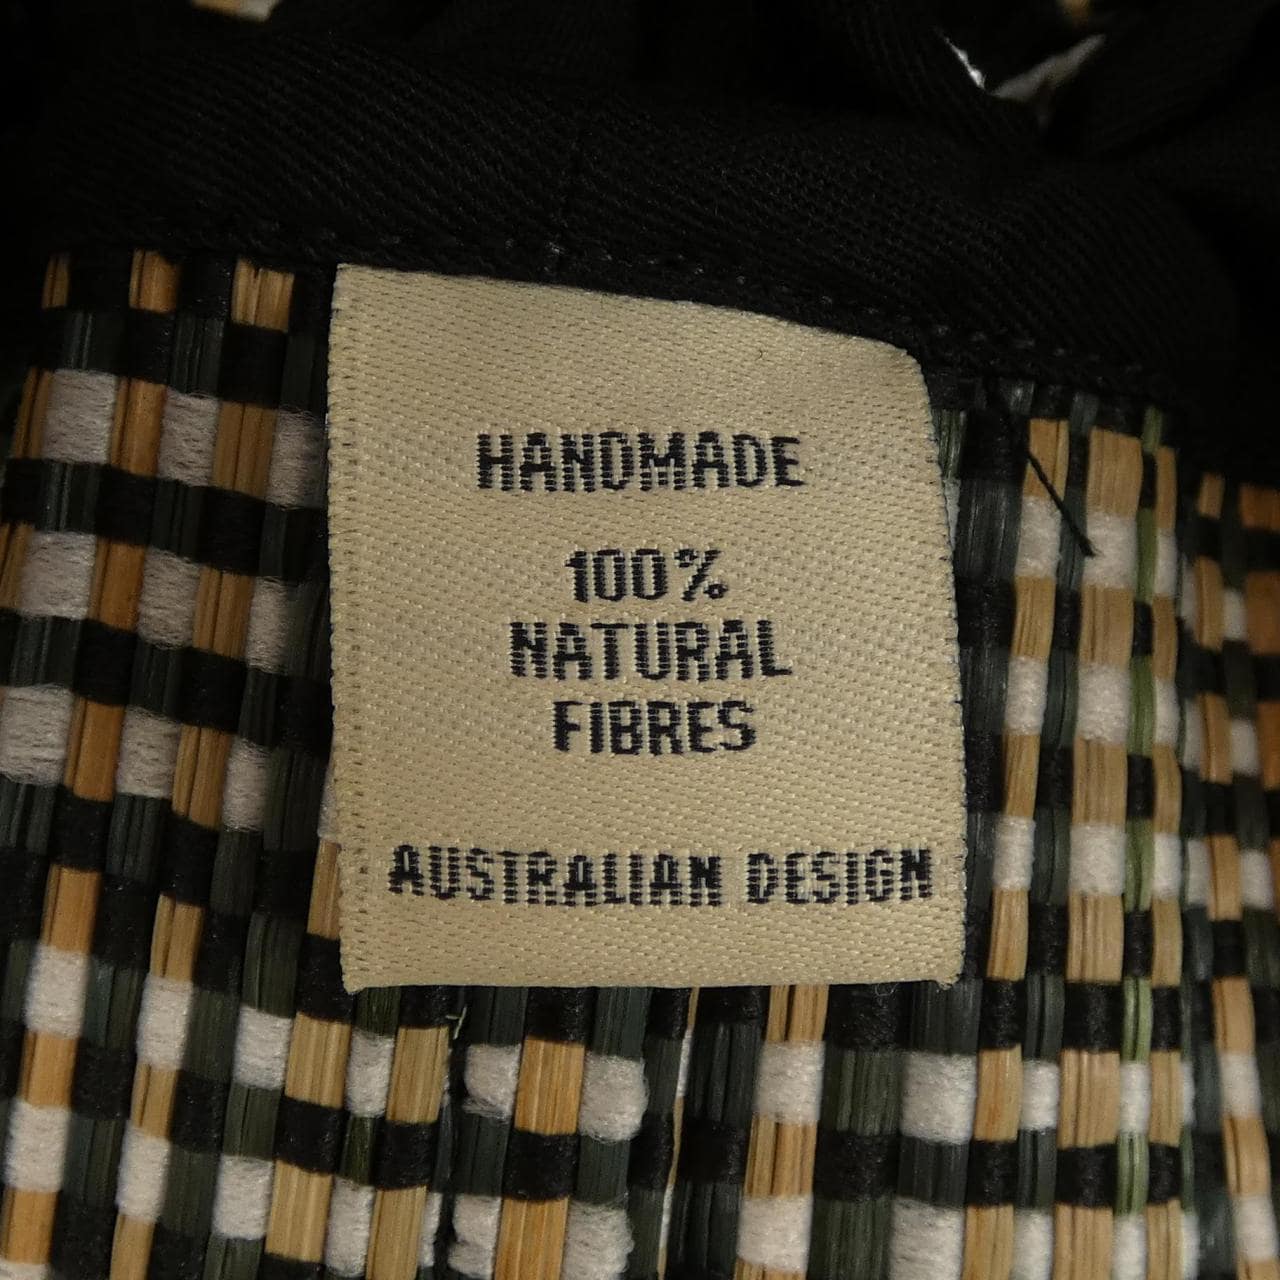 HANDMADE
100%
NATURAL
FIBRES
AUSTRALIAN DESIGN